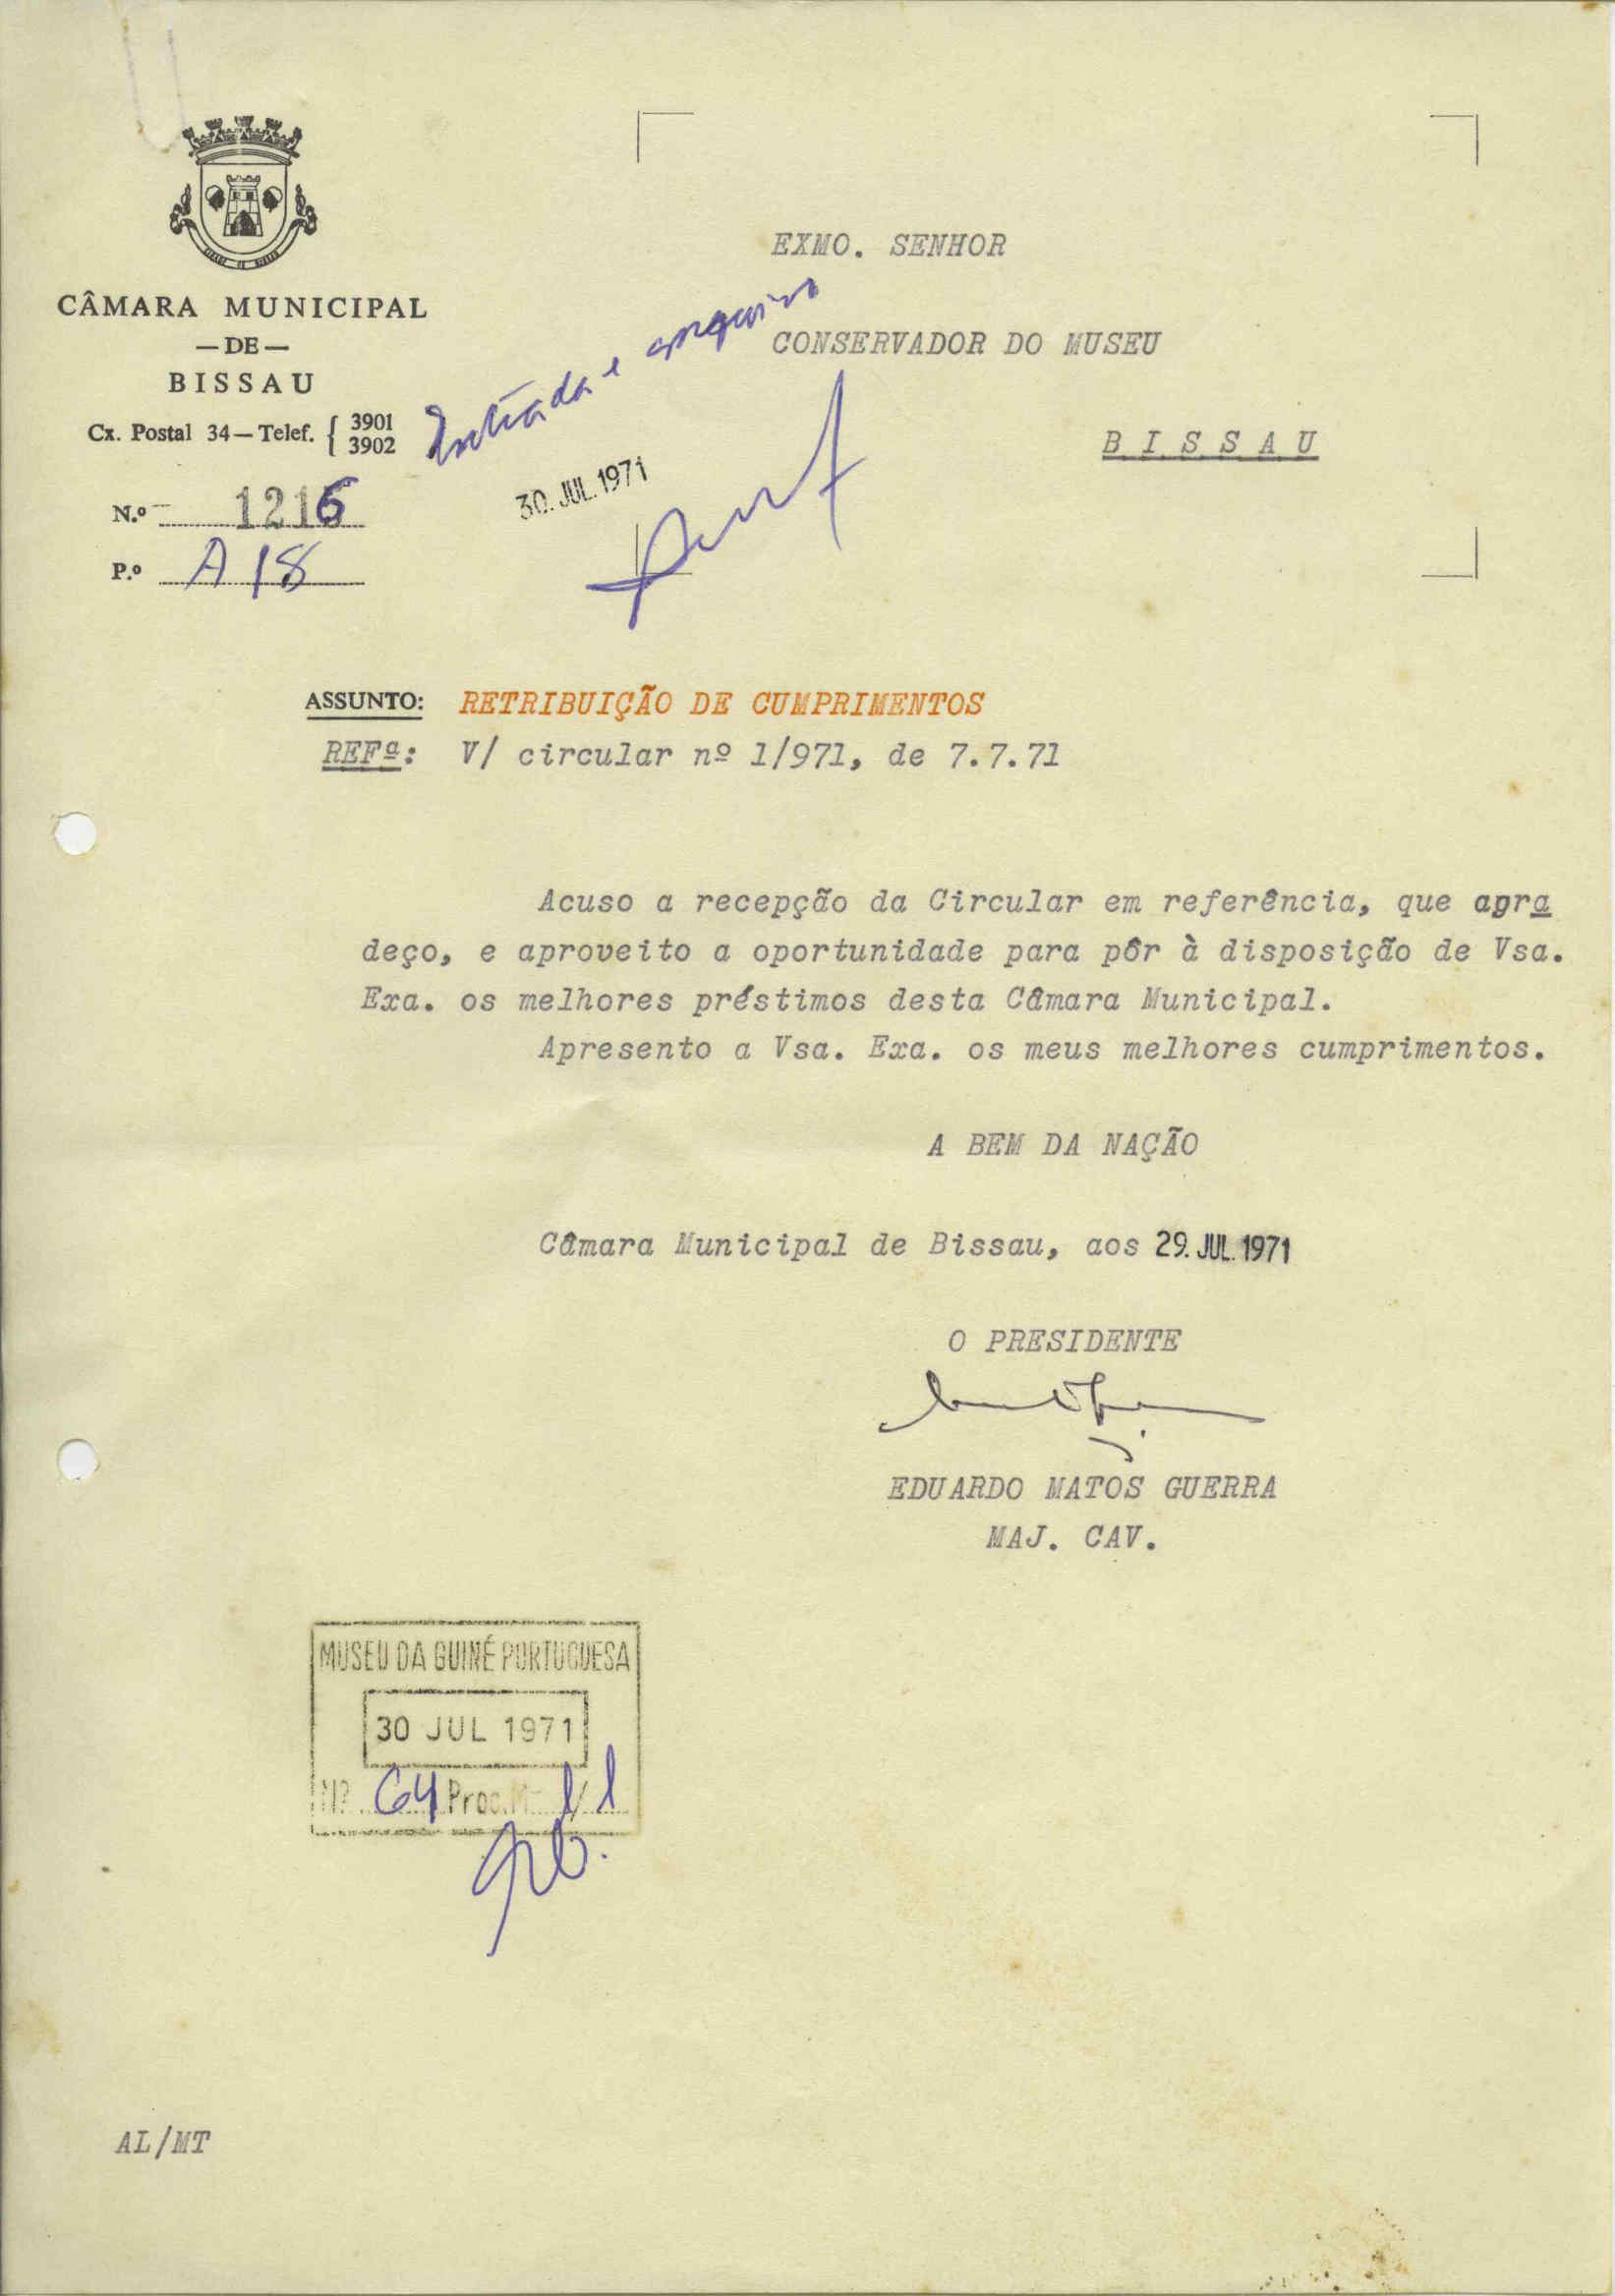 CÂMARA MUNICIPAL
— DE —
BISSAU
Cx. Postal 34 — Telef. { 3901
3902
N.º 1216
P.º A 18
EXMO. SENHOR
CONSERVADOR DO MUSEU
B I S S A U
Entrada e arquivo
30. JUL. 1971
ASSUNTO: RETRIBUIÇÃO DE CUMPRIMENTOS
REFª: V/ circular nº 1/971, de 7.7.71
Acuso a recepção da Circular em referência, que agra
deço, e aproveito a oportunidade para pôr à disposição de Vsa.
Exa. os melhores préstimos desta Câmara Municipal.
Apresento a Vsa. Exa. os meus melhores cumprimentos.
A BEM DA NAÇÃO
Câmara Municipal de Bissau, aos 29. JUL. 1971
O PRESIDENTE
EDUARDO MATOS GUERRA
MAJ. CAV.
MUSEU DA GUINÉ PORTUGUESA
30 JUL 1971
Nº 64 Proc.
AL/MT